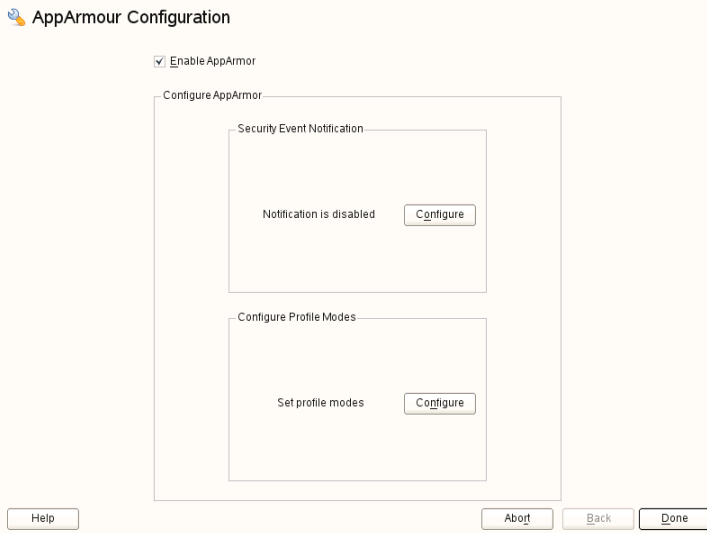 AppArmour Configuration
Enable AppArmor
Configure AppArmor
Security Event Notification
Notification is disabled
Configure
Configure Profile Modes
Set profile modes
Configure
Help
Abort
Back
Done